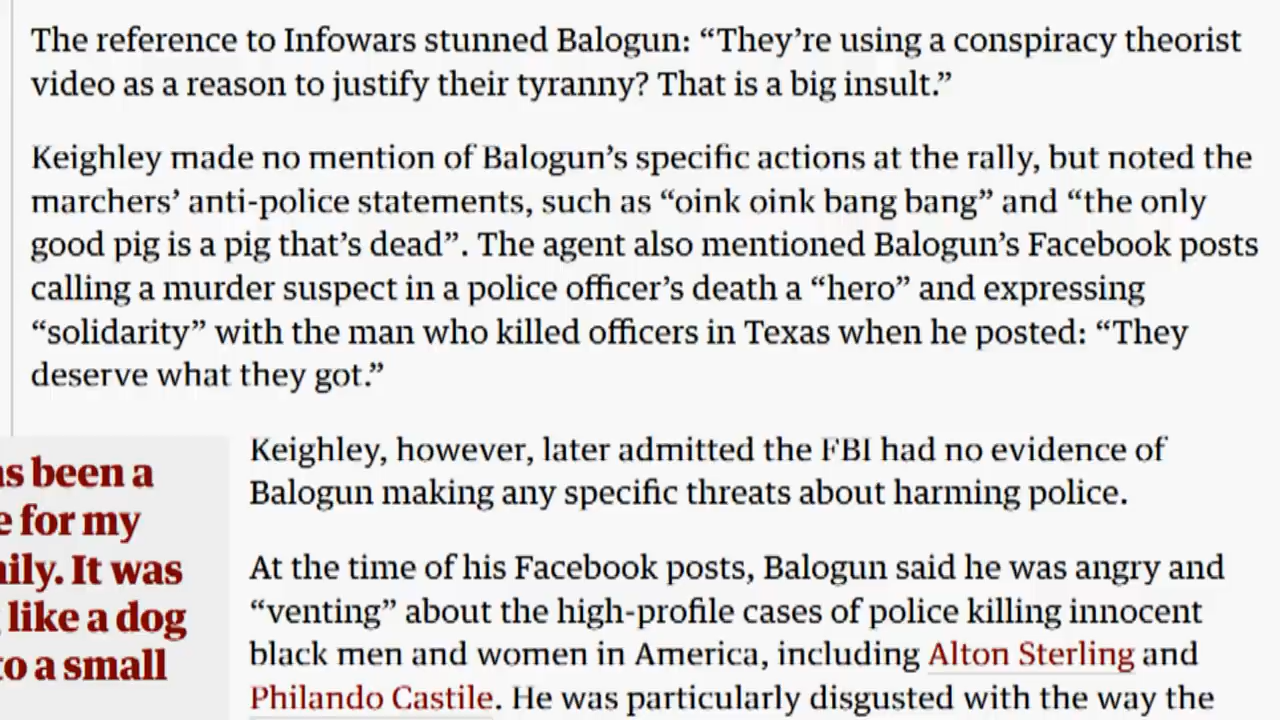 The reference to Infowars stunned Balogun: “They’re using a conspiracy theorist
video as a reason to justify their tyranny? That is a big insult.”
Keighley made no mention of Balogun’s specific actions at the rally, but noted the
marchers’ anti-police statements, such as “oink oink bang bang” and “the only
good pig is a pig that’s dead”. The agent also mentioned Balogun’s Facebook posts
calling a murder suspect in a police officer’s death a “hero” and expressing
“solidarity” with the man who killed officers in Texas when he posted: “They
deserve what they got.”
Keighley, however, later admitted the FBI had no evidence of
Balogun making any specific threats about harming police.
At the time of his Facebook posts, Balogun said he was angry and
“venting” about the high-profile cases of police killing innocent
black men and women in America, including Alton Sterling and
Philando Castile. He was particularly disgusted with the way the
been a
for my
It was
like a dog
to a small